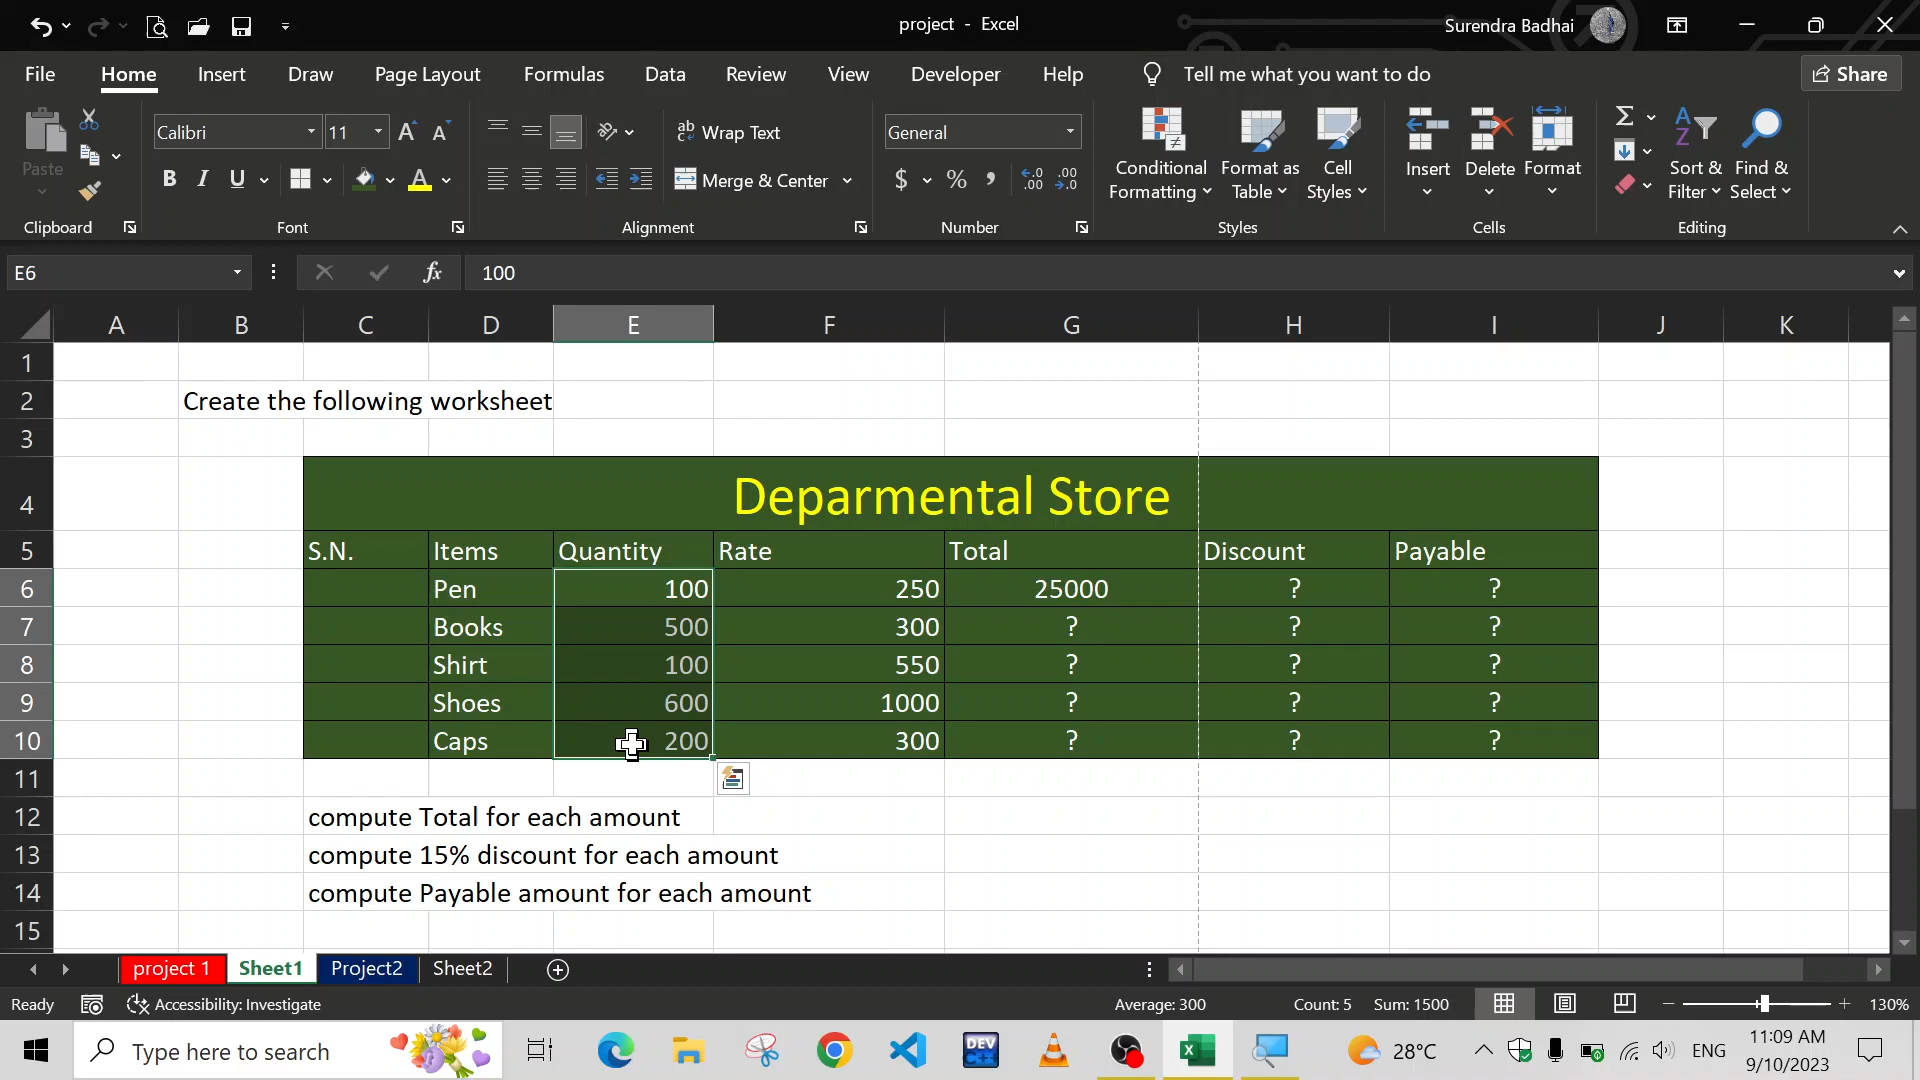 project - Excel
Surendra Badhai
File Home Insert Draw Page Layout Formulas Data Review View Developer Help Tell me what you want to do Share
Paste
Calibri 11
ab Wrap Text
General
Merge & Center
Conditional Formatting
Format as Table
Cell Styles
Insert
Delete
Format
Sort & Filter
Find & Select
Clipboard Font Alignment Number Styles Cells Editing
E6 fx 100
A B C D E F G H I J K
1
2 Create the following worksheet
3
4 Deparmental Store
5 S.N. Items Quantity Rate Total Discount Payable
6 Pen 100 250 25000 ? ?
7 Books 500 300 ? ? ?
8 Shirt 100 550 ? ? ?
9 Shoes 600 1000 ? ? ?
10 Caps 200 300 ? ? ?
11
12 compute Total for each amount
13 compute 15% discount for each amount
14 compute Payable amount for each amount
15
project 1 Sheet1 Project2 Sheet2
Ready Accessibility: Investigate Average: 300 Count: 5 Sum: 1500 130%
Type here to search DEV C++ 28°C ENG 11:09 AM
9/10/2023